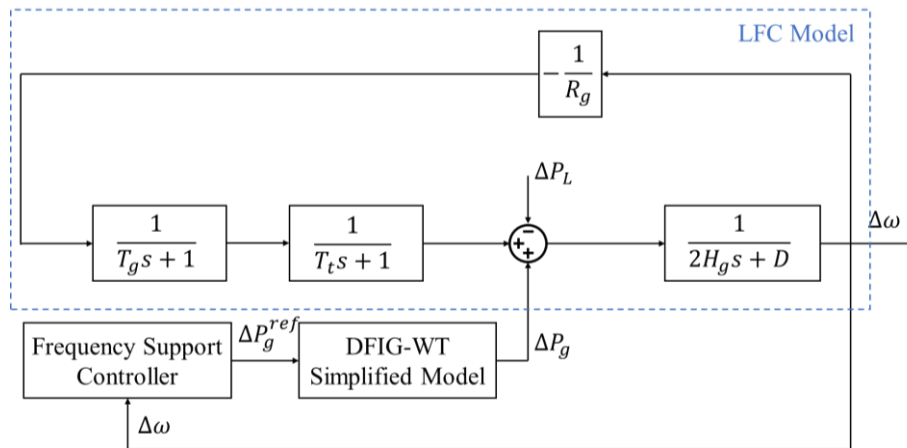 LFC Model
− 1 / R_g
ΔP_L
1 / (T_g s + 1)
1 / (T_t s + 1)
−
+
+
1 / (2H_g s + D)
Δω
Frequency Support
Controller
ΔP_g^{ref}
DFIG-WT
Simplified Model
ΔP_g
Δω